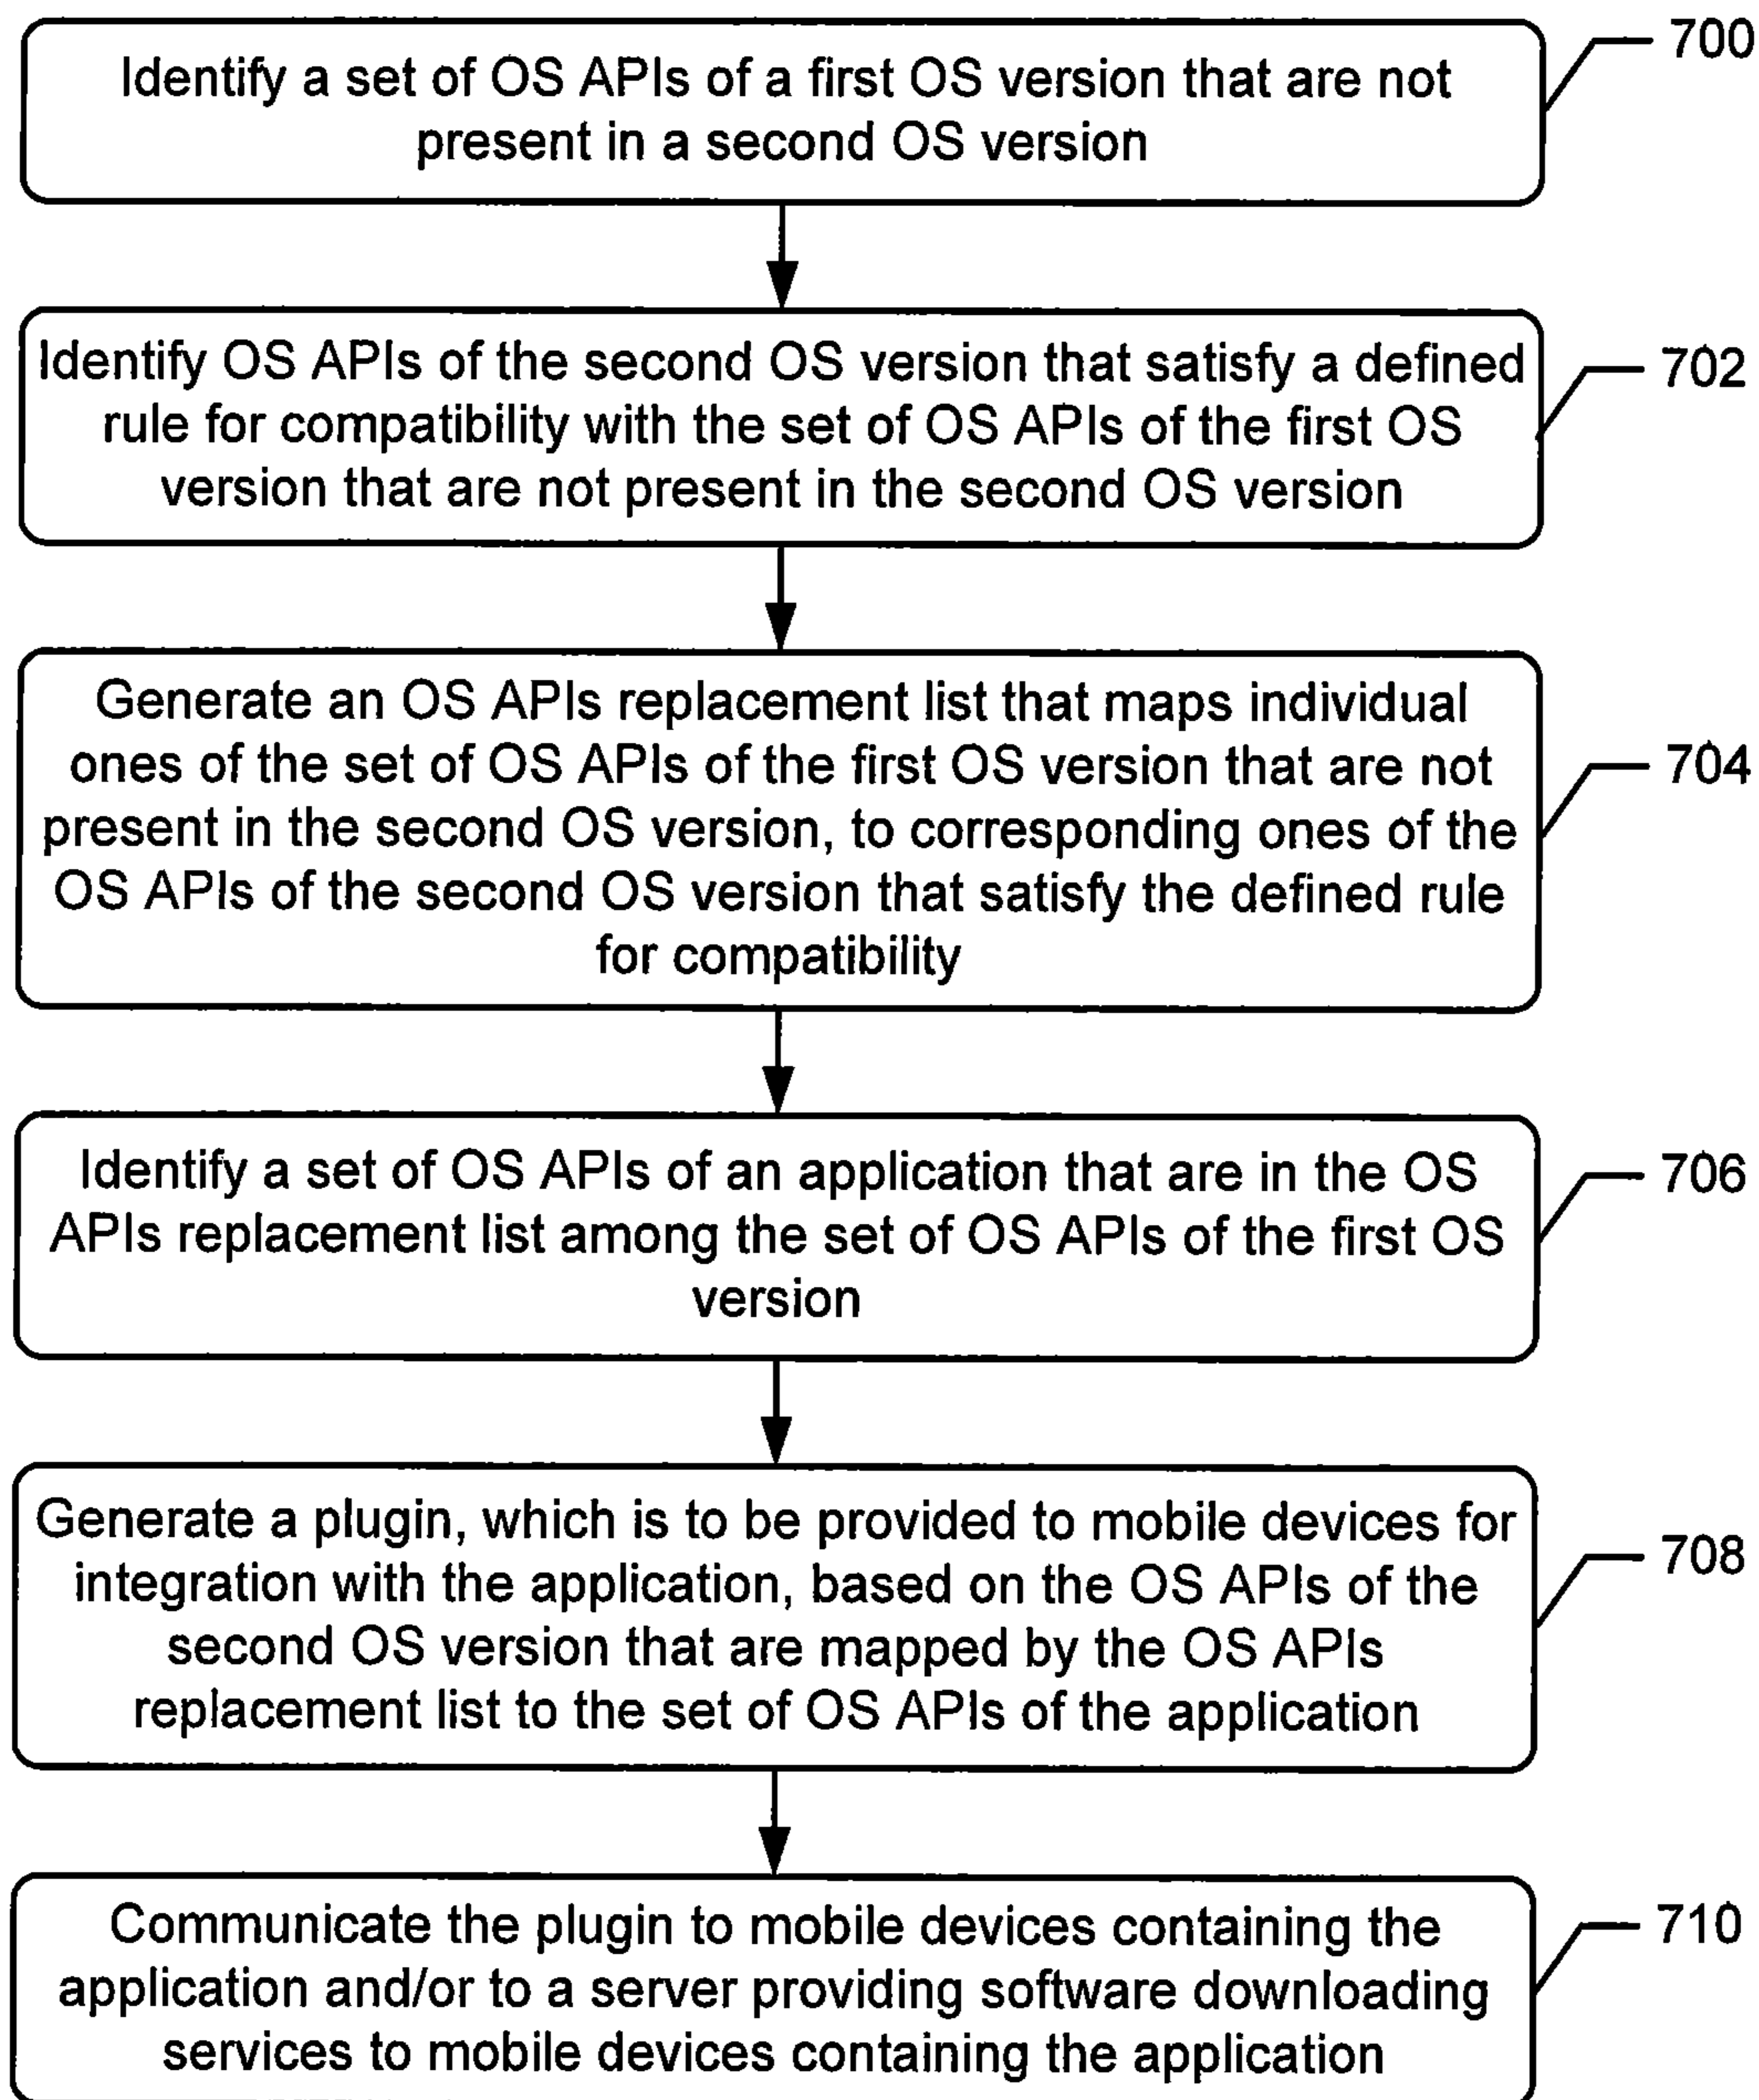 Identify a set of OS APIs of a first OS version that are not
present in a second OS version
700
Identify OS APIs of the second OS version that satisfy a defined
rule for compatibility with the set of OS APIs of the first OS
version that are not present in the second OS version
702
Generate an OS APIs replacement list that maps individual
ones of the set of OS APIs of the first OS version that are not
present in the second OS version, to corresponding ones of the
OS APIs of the second OS version that satisfy the defined rule
for compatibility
704
Identify a set of OS APIs of an application that are in the OS
APIs replacement list among the set of OS APIs of the first OS
version
706
Generate a plugin, which is to be provided to mobile devices for
integration with the application, based on the OS APIs of the
second OS version that are mapped by the OS APIs
replacement list to the set of OS APIs of the application
708
Communicate the plugin to mobile devices containing the
application and/or to a server providing software downloading
services to mobile devices containing the application
710